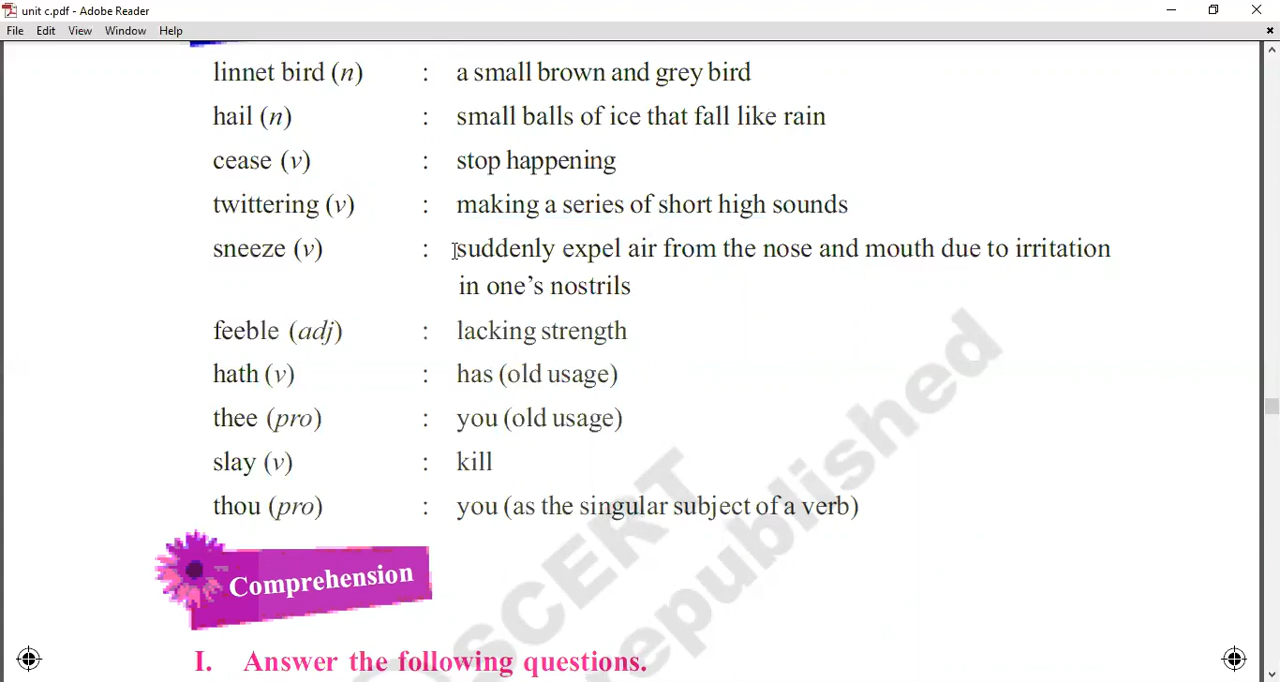 unit c.pdf - Adobe Reader
File Edit View Window Help
linnet bird (n) : a small brown and grey bird
hail (n) : small balls of ice that fall like rain
cease (v) : stop happening
twittering (v) : making a series of short high sounds
sneeze (v) : suddenly expel air from the nose and mouth due to irritation
in one’s nostrils
feeble (adj) : lacking strength
hath (v) : has (old usage)
thee (pro) : you (old usage)
slay (v) : kill
thou (pro) : you (as the singular subject of a verb)
Comprehension
I. Answer the following questions.
SCERT
republished